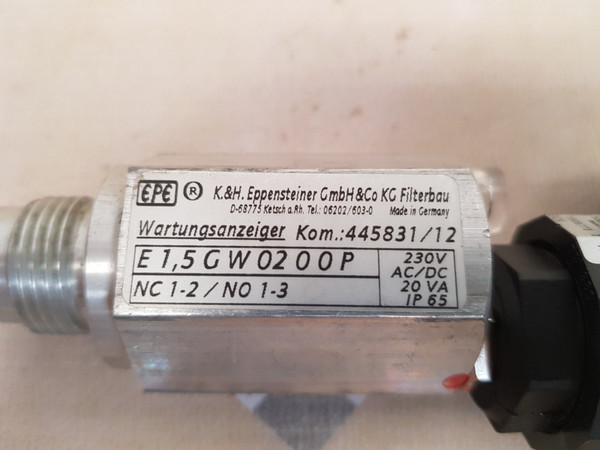 EPE ® K.&H. Eppensteiner GmbH&Co KG Filterbau
D-68775 Ketsch a.Rh. Tel.: 06202/603-0 Made in Germany
Wartungsanzeiger Kom.:445831/12
E 1,5 G W 02 0 0 P
NC 1-2 / NO 1-3
230V
AC/DC
20 VA
IP 65